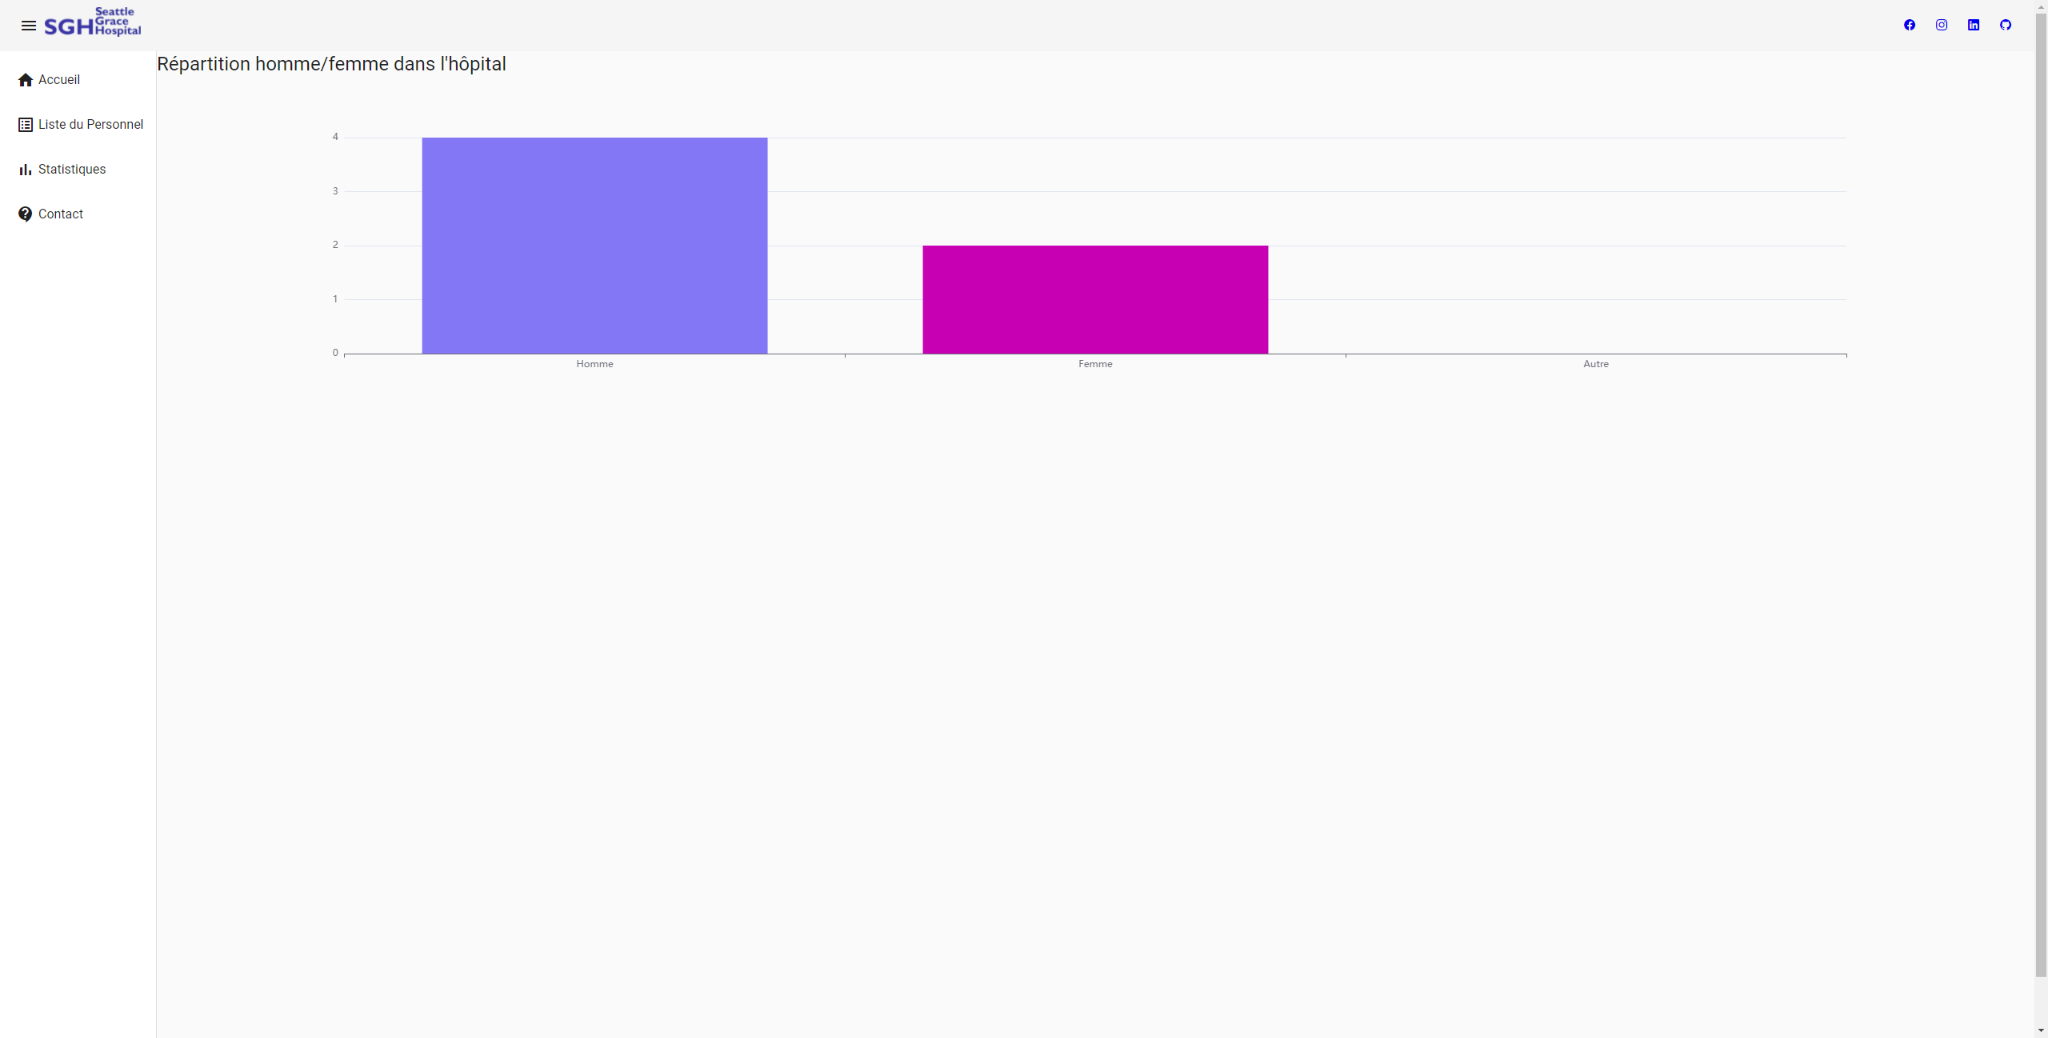 SGH
Seattle
Grace
Hospital
Répartition homme/femme dans l'hôpital
Accueil
Liste du Personnel
Statistiques
Contact
4
3
2
1
0
Homme
Femme
Autre